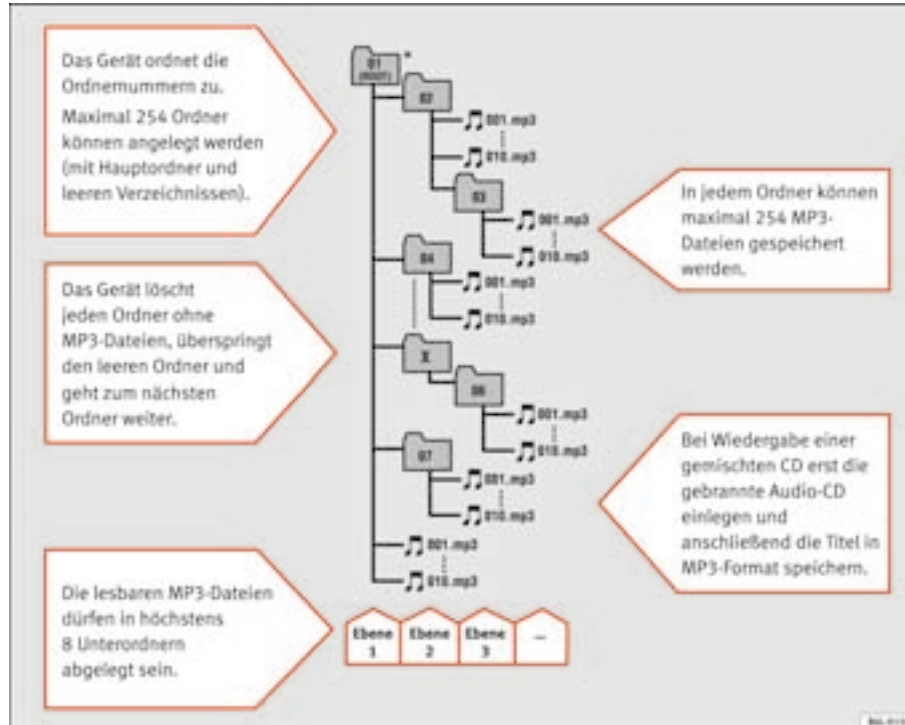 Das Gerät ordnet die
Ordnernummern zu.
Maximal 254 Ordner
können angelegt werden
(mit Hauptordner und
leeren Verzeichnissen).
Das Gerät löscht
jeden Ordner ohne
MP3-Dateien, überspringt
den leeren Ordner und
geht zum nächsten
Ordner weiter.
Die lesbaren MP3-Dateien
dürfen in höchstens
8 Unterordnern
abgelegt sein.
01 *
(ROOT)
02
001.mp3
010.mp3
03
001.mp3
010.mp3
04
001.mp3
010.mp3
X
06
001.mp3
010.mp3
07
001.mp3
010.mp3
001.mp3
010.mp3
Ebene
1
Ebene
2
Ebene
3
...
In jedem Ordner können
maximal 254 MP3-
Dateien gespeichert
werden.
Bei Wiedergabe einer
gemischten CD erst die
gebrannte Audio-CD
einlegen und
anschließend die Titel in
MP3-Format speichern.